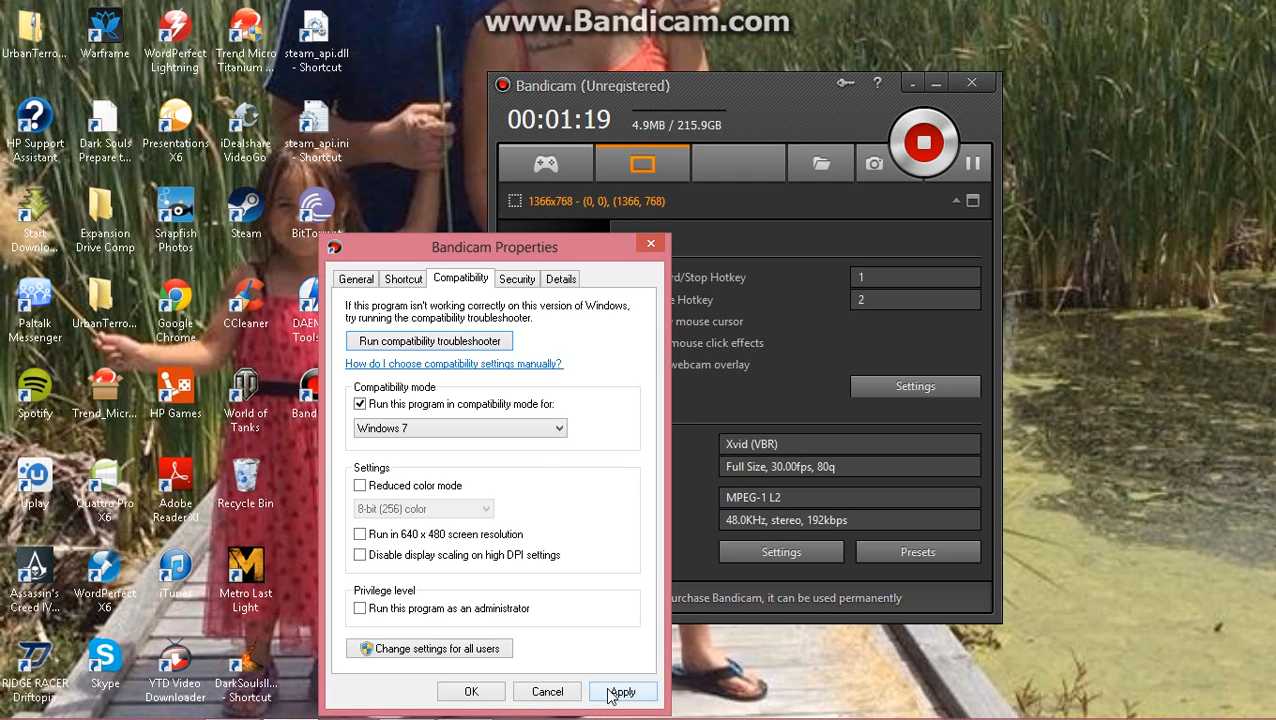 www.Bandicam.com
UrbanTerro...
Warframe
WordPerfect
Lightning
Trend Micro
Titanium ...
steam_api.dll
- Shortcut
HP Support
Assistant
Dark Souls
Prepare t...
Presentations
X6
iDealshare
VideoGo
steam_api.ini
- Shortcut
Start
Downlo...
Expansion
Drive Comp
Snapfish
Photos
Steam
BitTorr
Paltalk
Messenger
UrbanTerro...
Google
Chrome
CCleaner
DAEM
Tools
Spotify
Trend_Micr...
HP Games
World of
Tanks
Band
Uplay
Quattro Pro
X6
Adobe
Reader XI
Recycle Bin
Assassin's
Creed IV...
WordPerfect
X6
iTunes
Metro Last
Light
RIDGE RACER
Driftopia
Skype
YTD Video
Downloader
DarkSoulsII...
- Shortcut
Bandicam (Unregistered)
?
00:01:19
4.9MB / 215.9GB
1366x768 - (0, 0), (1366, 768)
rd/Stop Hotkey
1
e Hotkey
2
mouse cursor
mouse click effects
webcam overlay
Settings
Xvid (VBR)
Full Size, 30.00fps, 80q
MPEG-1 L2
48.0KHz, stereo, 192kbps
Settings
Presets
urchase Bandicam, it can be used permanently
Bandicam Properties
General
Shortcut
Compatibility
Security
Details
If this program isn't working correctly on this version of Windows,
try running the compatibility troubleshooter.
Run compatibility troubleshooter
How do I choose compatibility settings manually?
Compatibility mode
Run this program in compatibility mode for:
Windows 7
Settings
Reduced color mode
8-bit (256) color
Run in 640 x 480 screen resolution
Disable display scaling on high DPI settings
Privilege level
Run this program as an administrator
Change settings for all users
OK
Cancel
Apply